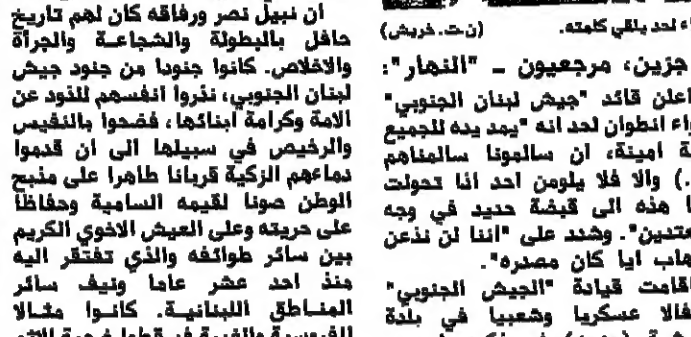 ء لحد يلقي كلمته. (ن.ت. خريش)
جزين، مرجعيون ـ "النهار":
اعلن قائد "جيش لبنان الجنوبي"
واء انطوان لحد انه "يمد يده للجميع
ة امينة، ان سالمونا سالمناهم
.) والا فلا يلومن احد انا تحولت
ا هذه الى قبضة حديد في وجه
عتدين". وشدد على "اننا لن نذعن
هاب ايا كان مصدره".
اقامت قيادة "الجيش الجنوبي"
فالا عسكريا وشعبيا في بلدة
ان نبيل نصر ورفاقه كان لهم تاريخ
حافل بالبطولة والشجاعة والجرأة
والاخلاص. كانوا جنودا من جنود جيش
لبنان الجنوبي، نذروا انفسهم للذود عن
الامة وكرامة ابنائها، فضحوا بالنفيس
والرخيص في سبيلها الى ان قدموا
دماءهم الزكية قربانا طاهرا على مذبح
الوطن صونا لقيمه السامية وحفاظا
على حريته وعلى العيش الاخوي الكريم
بين سائر طوائفه والذي تفتقر اليه
منذ احد عشر عاما ونيف سائر
المناطق اللبنانية. كانوا مثالا